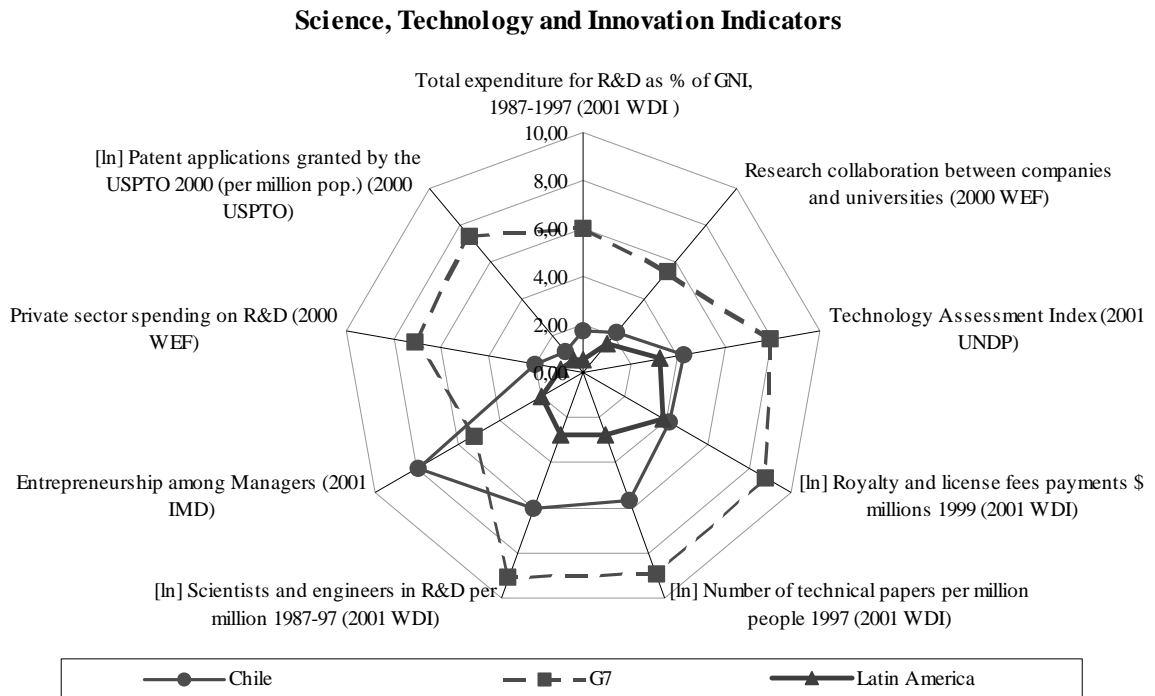 Science, Technology and Innovation Indicators
Total expenditure for R&D as % of GNI,
1987-1997 (2001 WDI )
10,00
8,00
6,00
4,00
2,00
0,00
Research collaboration between companies
and universities (2000 WEF)
Technology Assessment Index (2001
UNDP)
[ln] Royalty and license fees payments $
millions 1999 (2001 WDI)
[ln] Number of technical papers per million
people 1997 (2001 WDI)
[ln] Scientists and engineers in R&D per
million 1987-97 (2001 WDI)
Entrepreneurship among Managers (2001
IMD)
Private sector spending on R&D (2000
WEF)
[ln] Patent applications granted by the
USPTO 2000 (per million pop.) (2000
USPTO)
Chile G7 Latin America